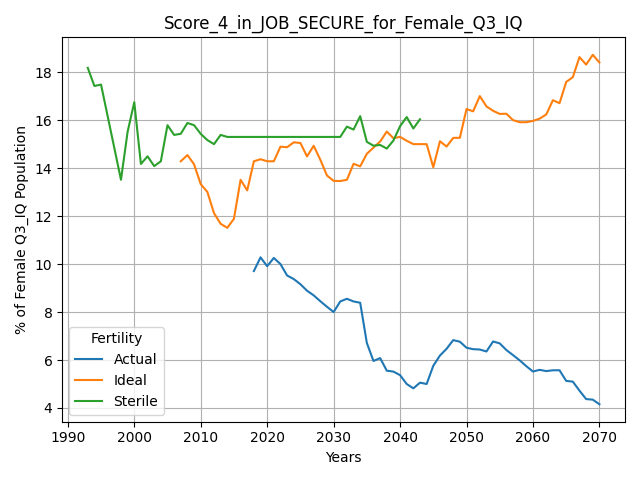 Score_4_in_JOB_SECURE_for_Female_Q3_IQ
% of Female Q3_IQ Population
18
16
14
12
10
8
6
4
Fertility
Actual
Ideal
Sterile
1990 2000 2010 2020 2030 2040 2050 2060 2070
Years